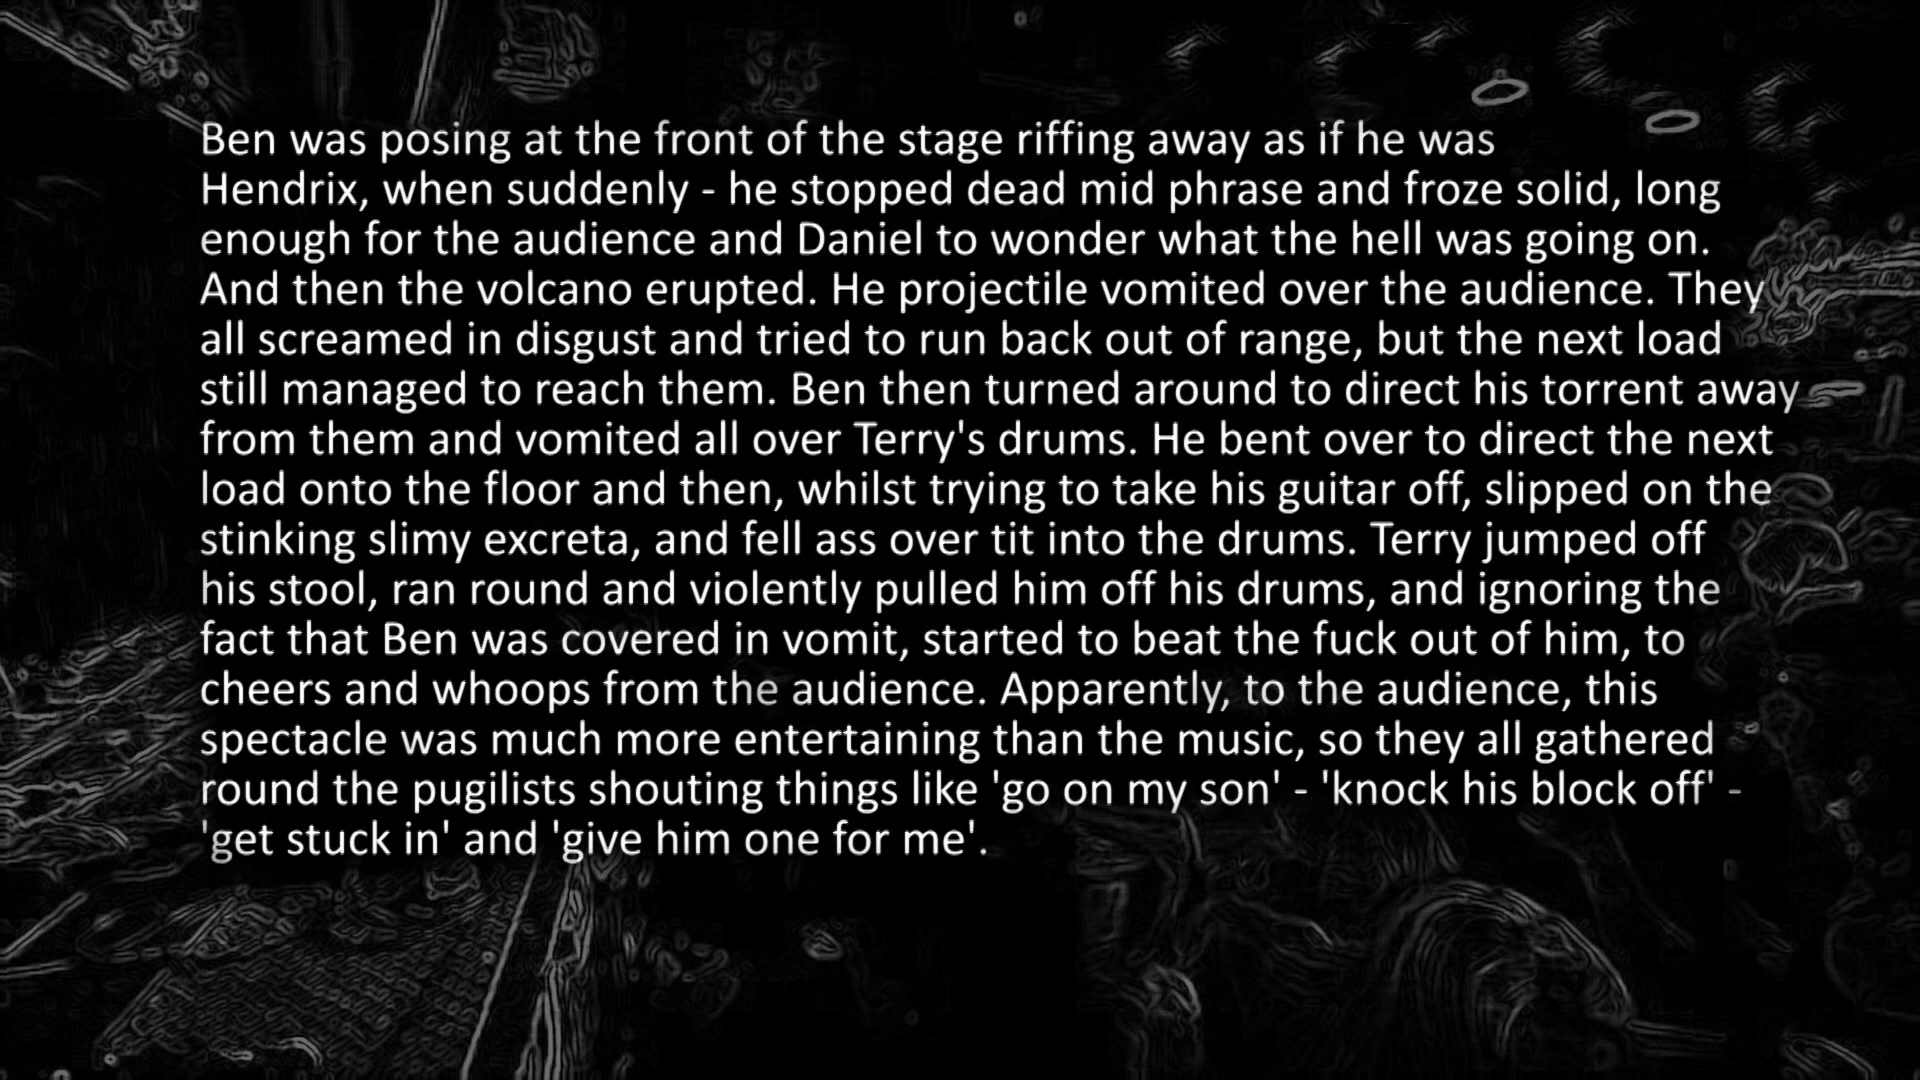 Ben was posing at the front of the stage riffing away as if he was
Hendrix, when suddenly - he stopped dead mid phrase and froze solid, long
enough for the audience and Daniel to wonder what the hell was going on.
And then the volcano erupted. He projectile vomited over the audience. They
all screamed in disgust and tried to run back out of range, but the next load
still managed to reach them. Ben then turned around to direct his torrent away
from them and vomited all over Terry's drums. He bent over to direct the next
load onto the floor and then, whilst trying to take his guitar off, slipped on the
stinking slimy excreta, and fell ass over tit into the drums. Terry jumped off
his stool, ran round and violently pulled him off his drums, and ignoring the
fact that Ben was covered in vomit, started to beat the fuck out of him, to
cheers and whoops from the audience. Apparently, to the audience, this
spectacle was much more entertaining than the music, so they all gathered
round the pugilists shouting things like 'go on my son' - 'knock his block off' -
'get stuck in' and 'give him one for me'.